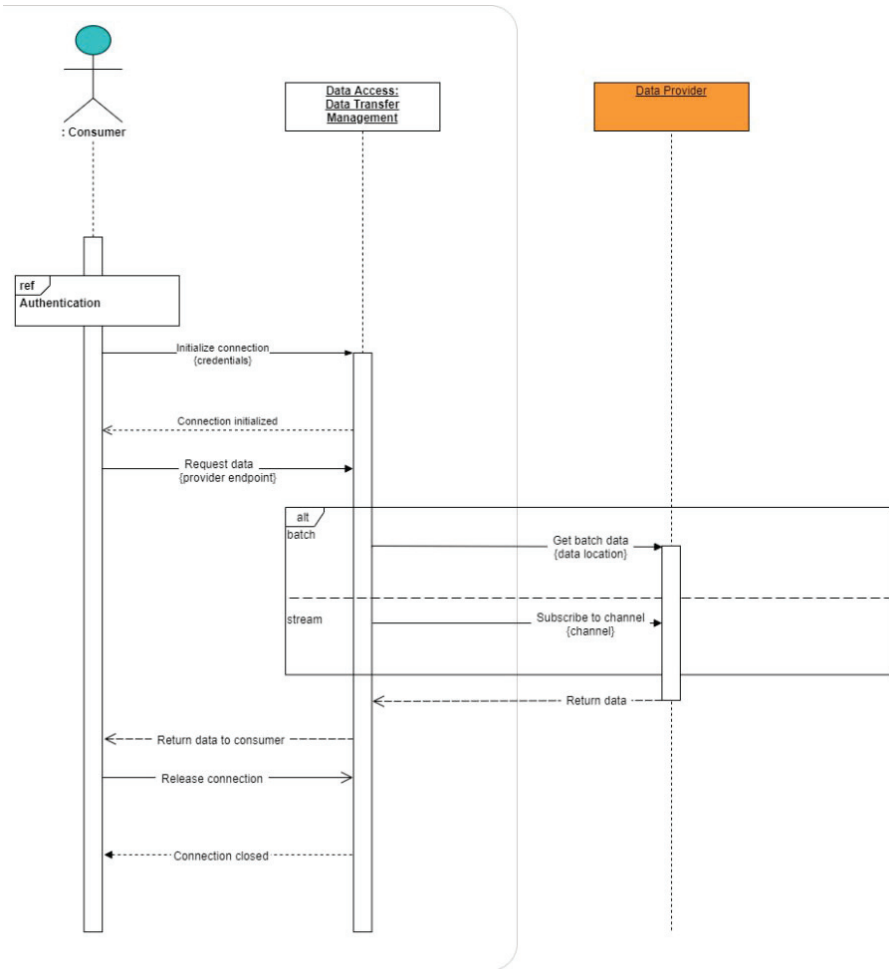 : Consumer
Data Access:
Data Transfer
Management
Data Provider
ref
Authentication
Initialize connection
{credentials}
Connection initialized
Request data
{provider endpoint}
alt
batch
Get batch data
{data location}
stream
Subscribe to channel
{channel}
Return data
Return data to consumer
Release connection
Connection closed